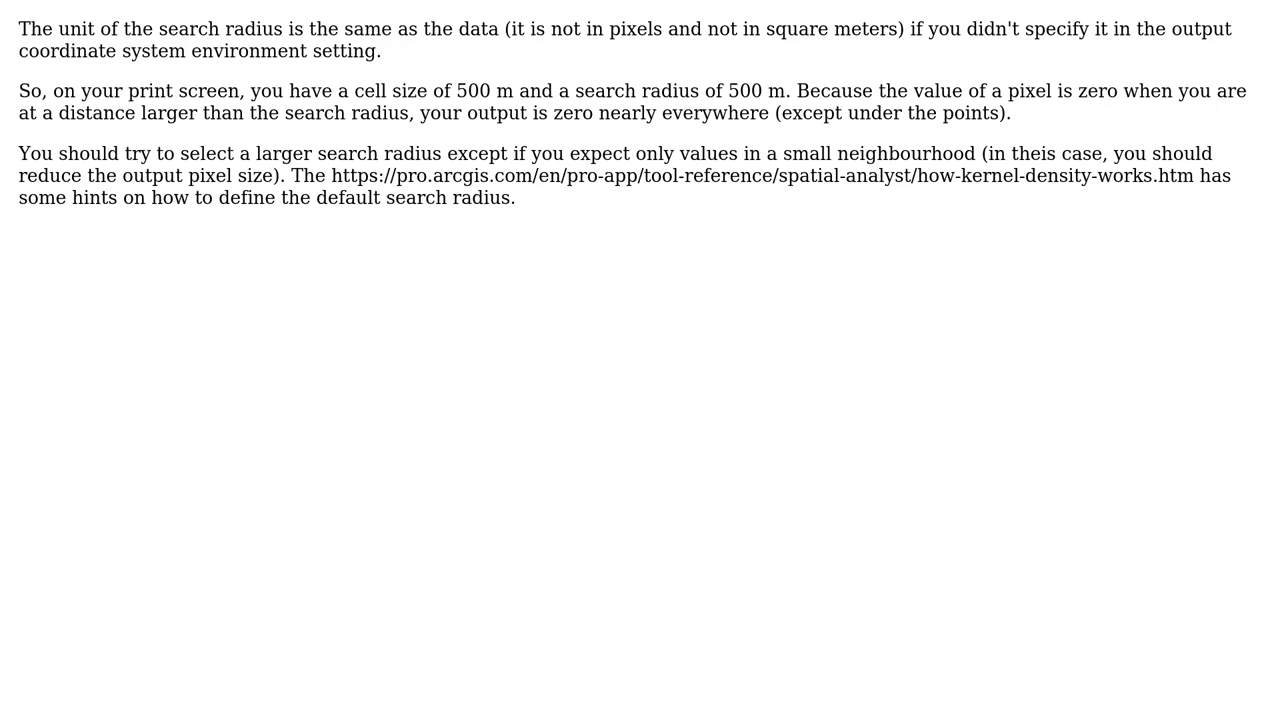 The unit of the search radius is the same as the data (it is not in pixels and not in square meters) if you didn't specify it in the output
coordinate system environment setting.
So, on your print screen, you have a cell size of 500 m and a search radius of 500 m. Because the value of a pixel is zero when you are
at a distance larger than the search radius, your output is zero nearly everywhere (except under the points).
You should try to select a larger search radius except if you expect only values in a small neighbourhood (in theis case, you should
reduce the output pixel size). The https://pro.arcgis.com/en/pro-app/tool-reference/spatial-analyst/how-kernel-density-works.htm has
some hints on how to define the default search radius.